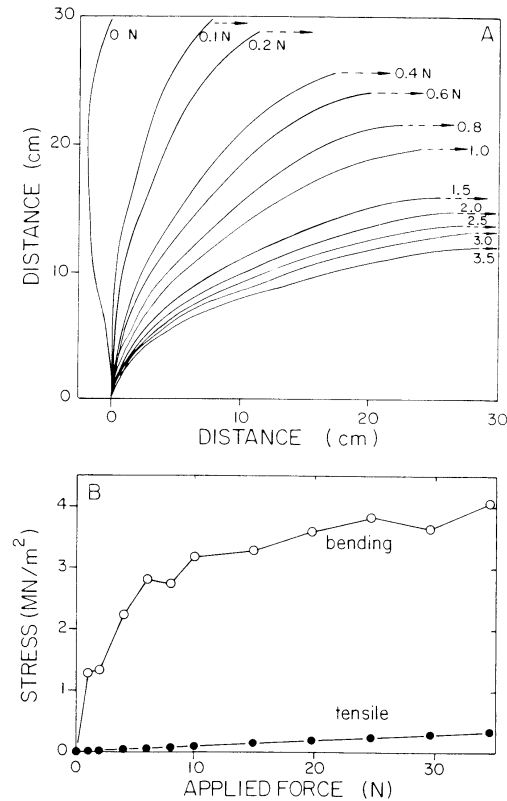 30
A
0 N
0.1 N
0.2 N
0.4 N
0.6 N
20
0.8
1.0
DISTANCE (cm)
1.5
2.0
2.5
3.0
3.5
10
0
0
10
20
30
DISTANCE (cm)
B
4
bending
3
STRESS (MN/m²)
2
1
tensile
0
0
10
20
30
APPLIED FORCE (N)